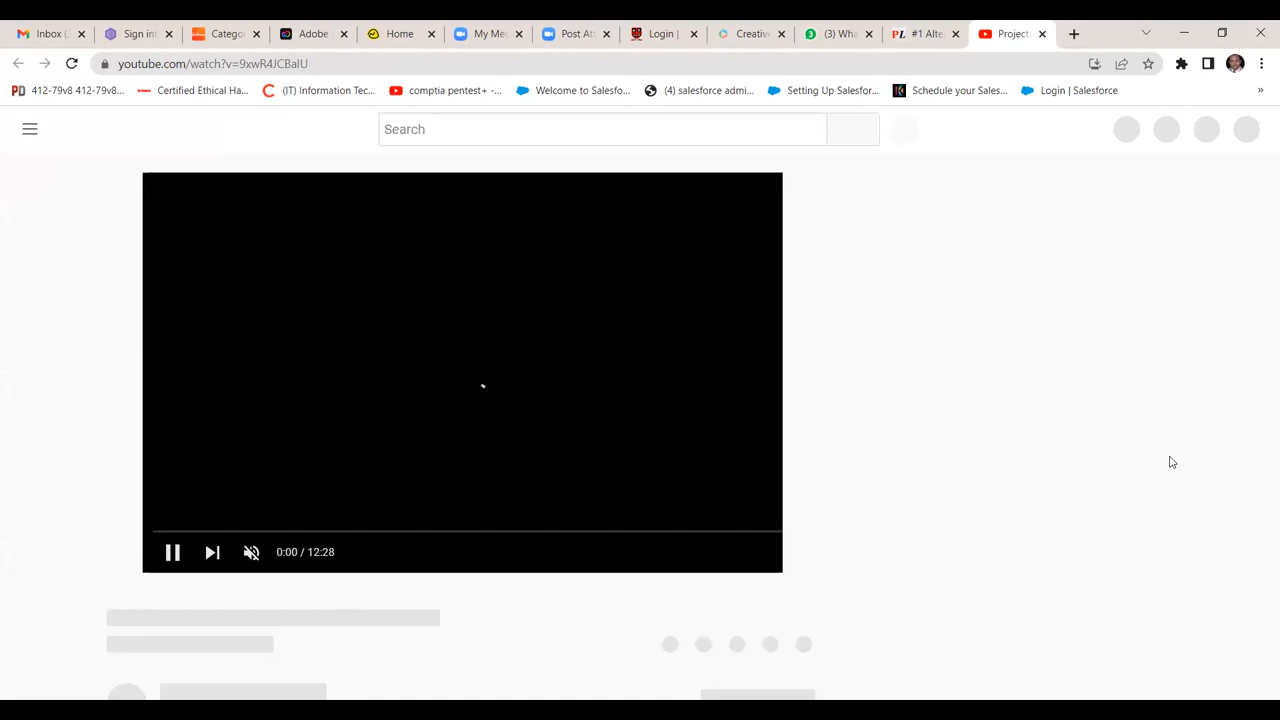 Inbox (
Sign in
Catego
Adobe
Home
My Me
Post At
Login |
Creativ
(3) Wha
#1 Alte
Project
youtube.com/watch?v=9xwR4JCBaIU
412-79v8 412-79v8...
Certified Ethical Ha...
(IT) Information Tec...
comptia pentest+ -...
Welcome to Salesfo...
(4) salesforce admi...
Setting Up Salesfor...
Schedule your Sales...
Login | Salesforce
Search
0:00 / 12:28